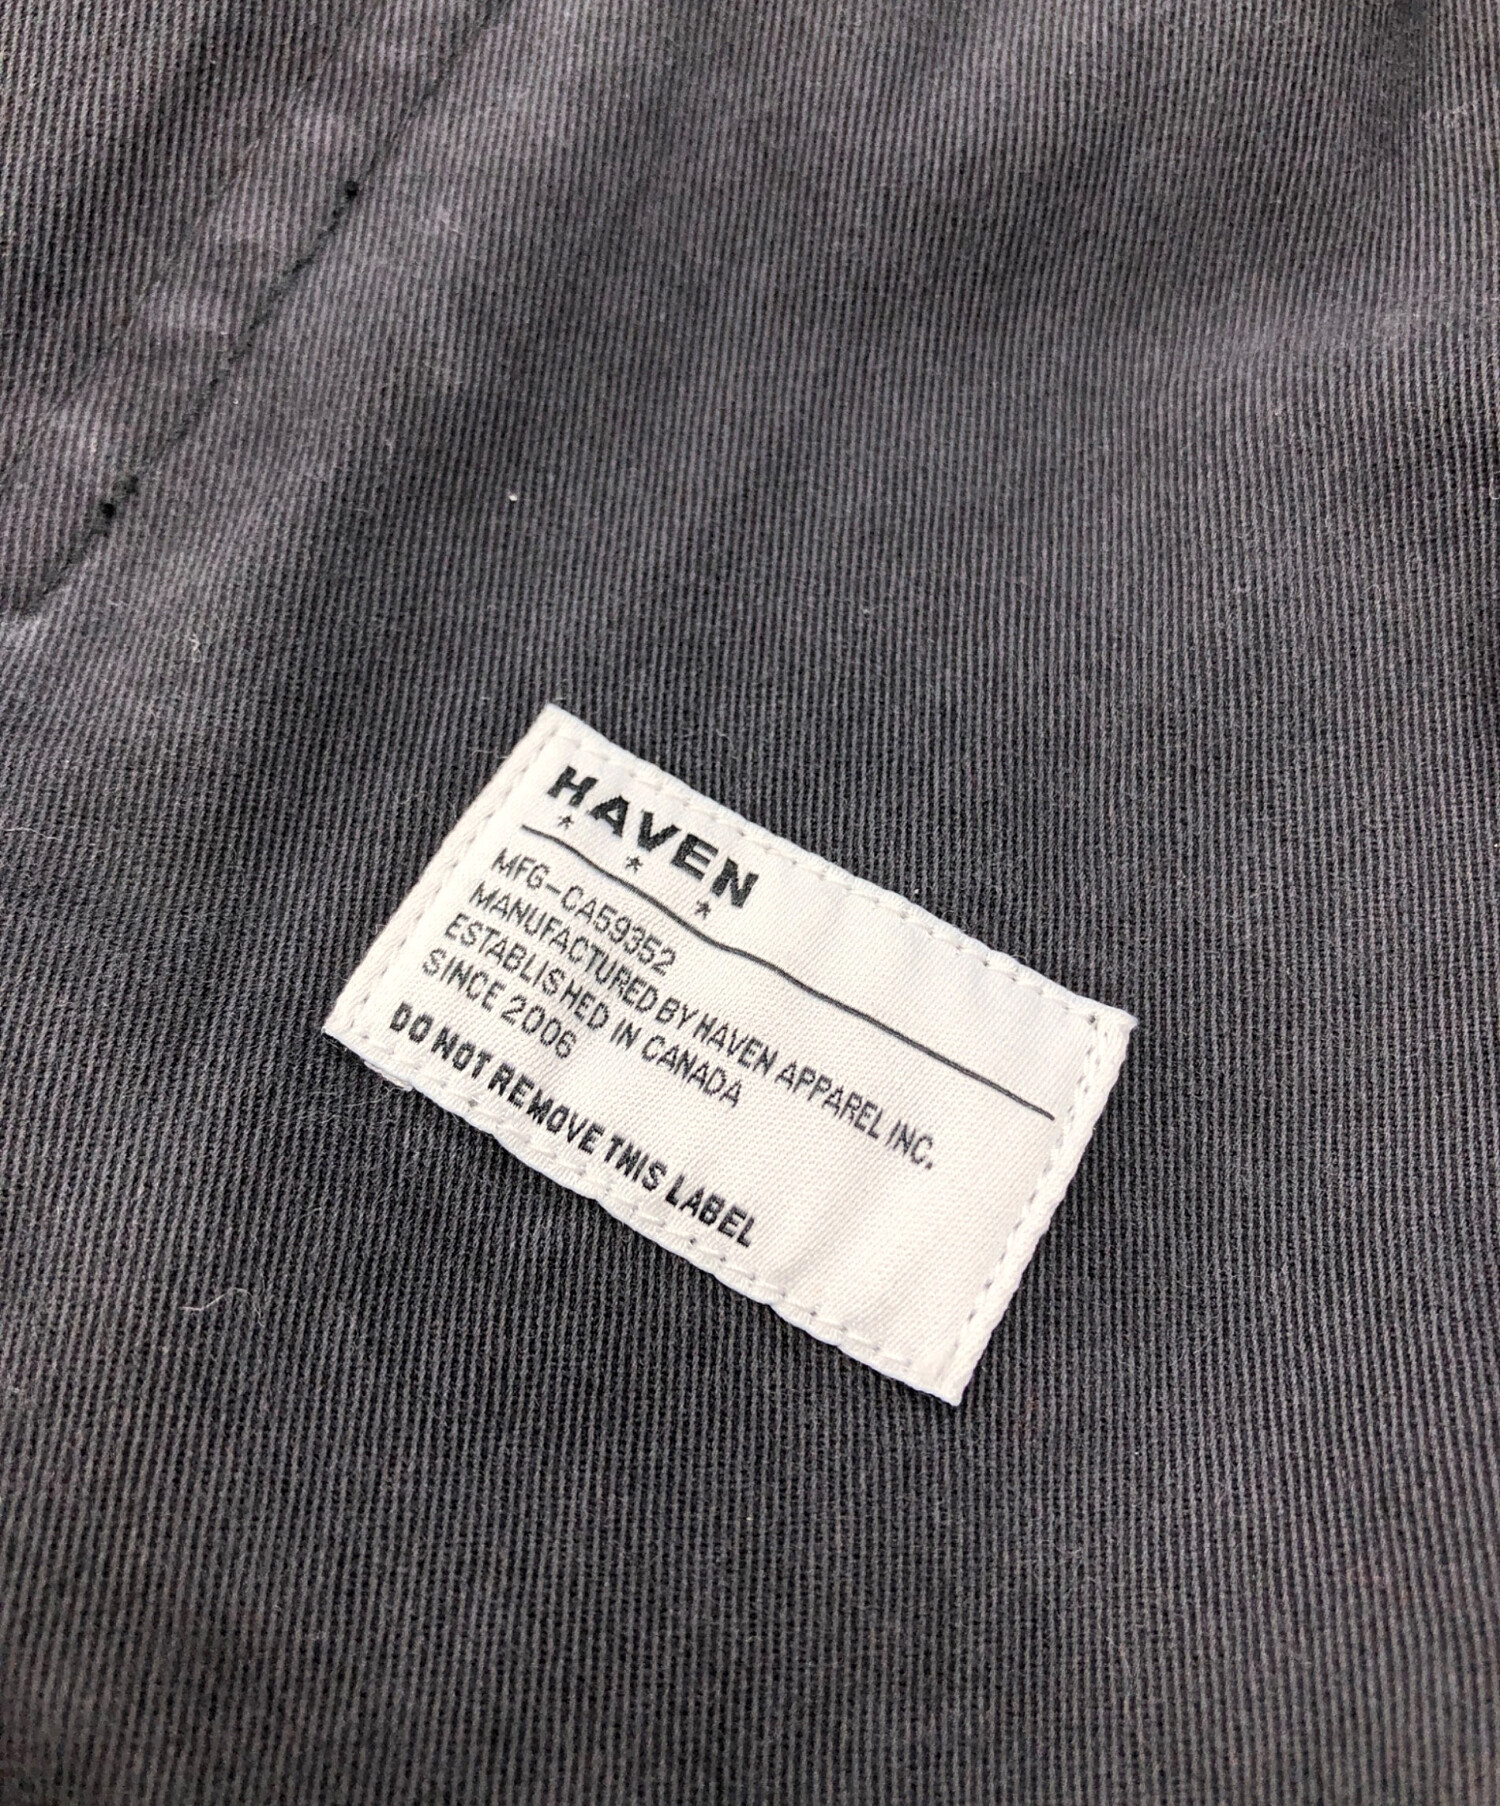 HAVEN
MFG-CA59352
MANUFACTURED BY HAVEN APPAREL INC.
ESTABLISHED IN CANADA
SINCE 2006
DO NOT REMOVE THIS LABEL